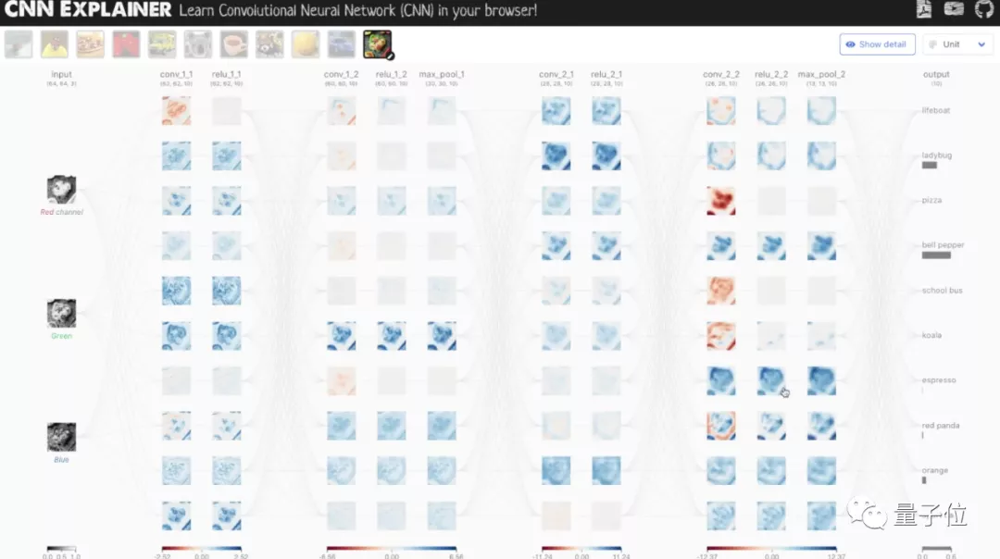 CNN EXPLAINER Learn Convolutional Neural Network (CNN) in your browser!
Show detail
Unit
input conv_1_1 relu_1_1 conv_1_2 relu_1_2 max_pool_1 conv_2_1 relu_2_1 conv_2_2 relu_2_2 max_pool_2 output
(64, 64, 3) (62, 62, 10) (62, 62, 10) (60, 60, 10) (60, 60, 10) (30, 30, 10) (28, 28, 10) (28, 28, 10) (26, 26, 10) (26, 26, 10) (13, 13, 10) (10)
lifeboat
ladybug
pizza
Red channel
bell pepper
school bus
Green
koala
espresso
red panda
Blue
orange
量子位
0.0 0.5 1.0 -2.52 0.00 2.52 -6.56 0.00 6.56 -11.24 0.00 11.24 -12.37 0.00 12.37 0.0 0.6